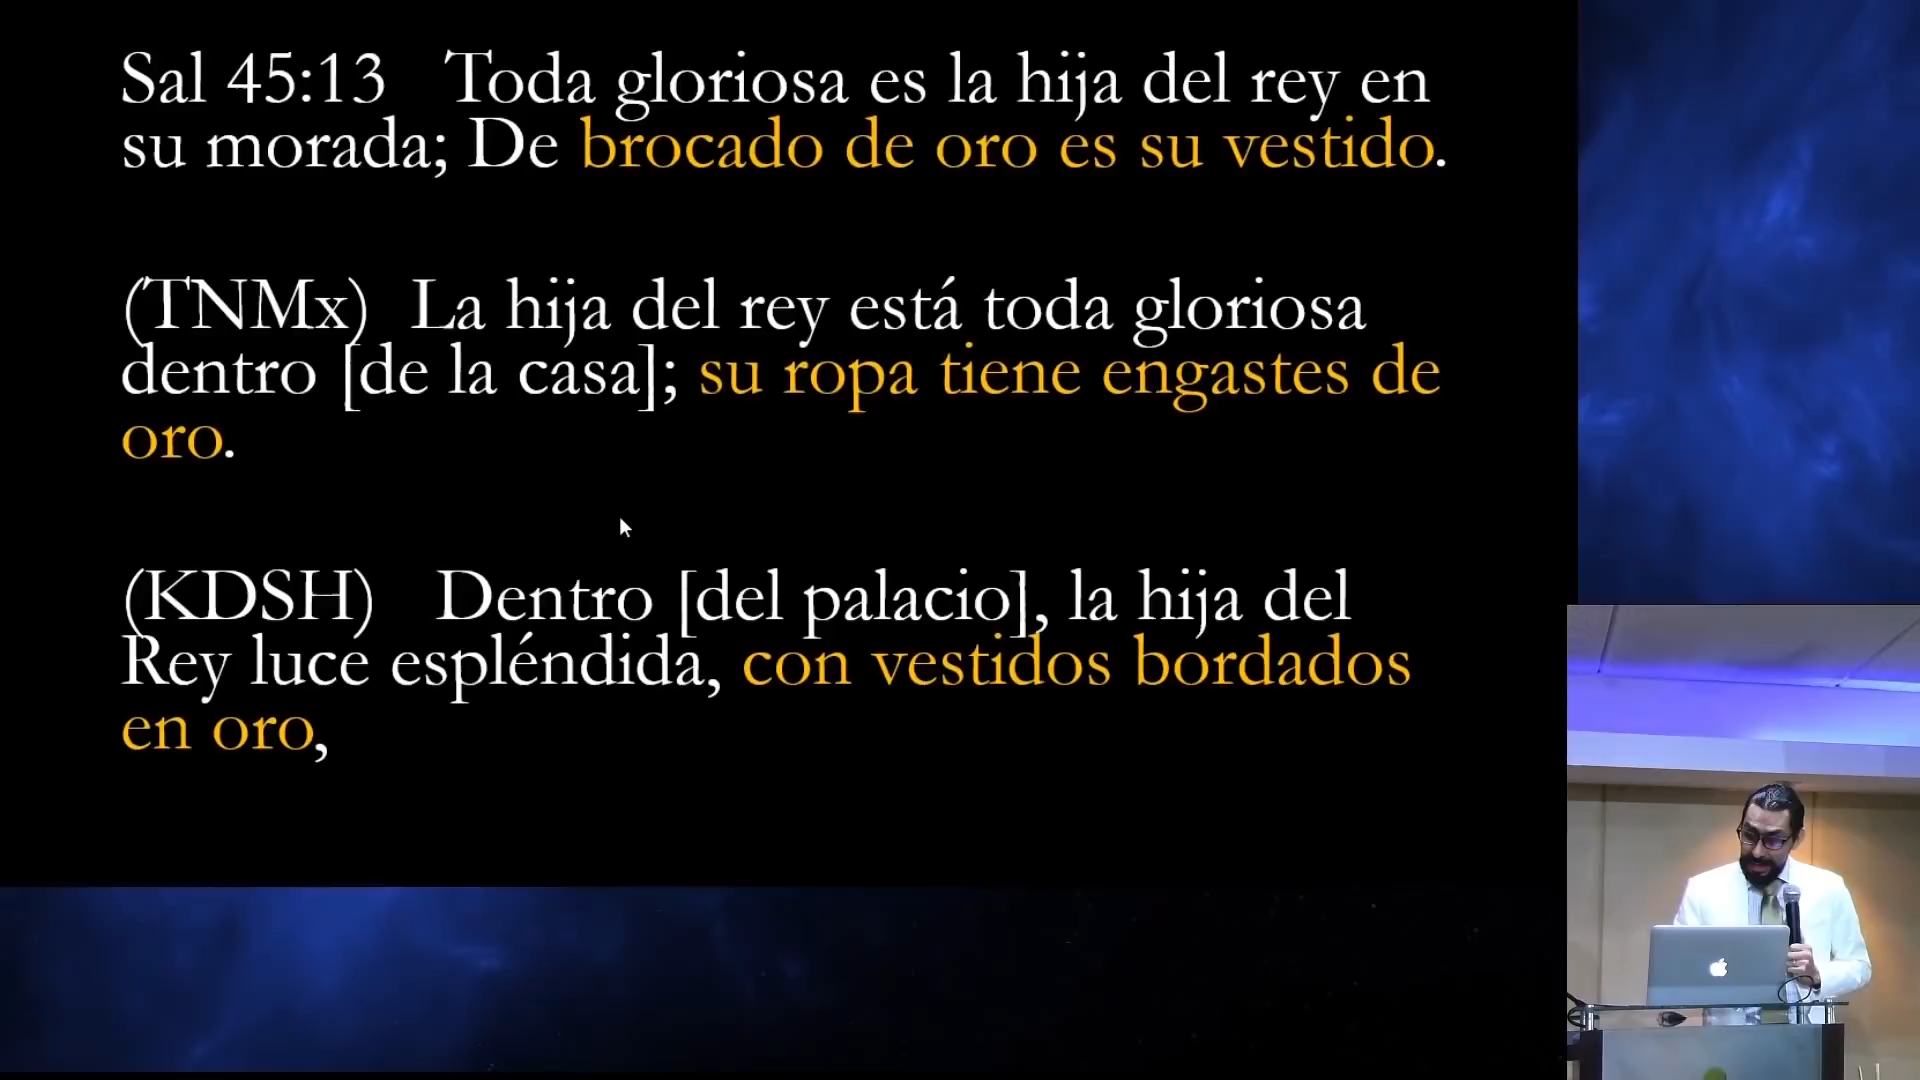 Sal 45:13 Toda gloriosa es la hija del rey en
su morada; De brocado de oro es su vestido.
(TNMx) La hija del rey está toda gloriosa
dentro [de la casa]; su ropa tiene engastes de
oro.
(KDSH) Dentro [del palacio], la hija del
Rey luce espléndida, con vestidos bordados
en oro,